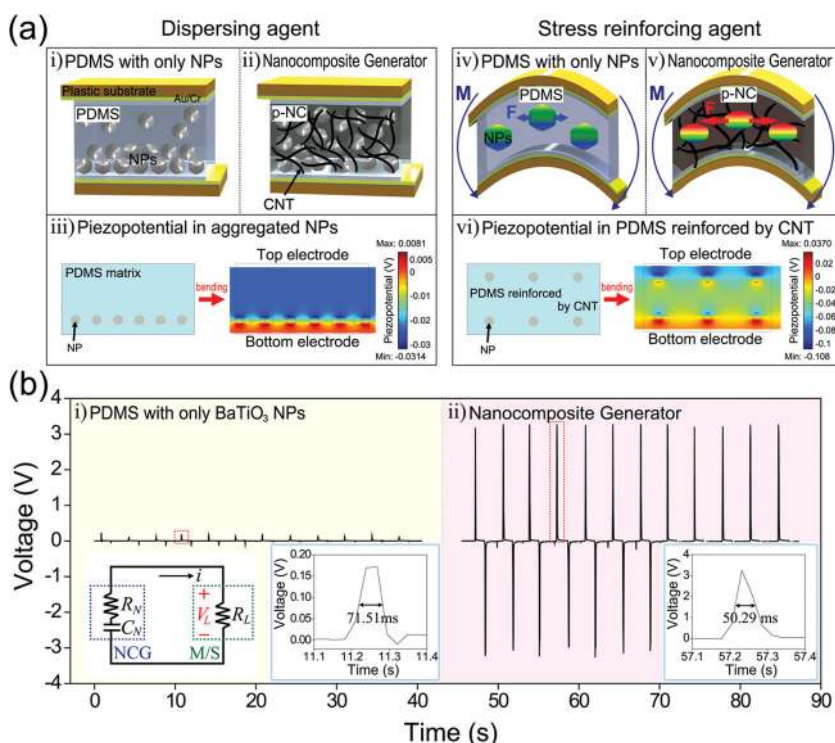 (a)
Dispersing agent
Stress reinforcing agent
i) PDMS with only NPs
ii) Nanocomposite Generator
Plastic substrate
Au/Cr
PDMS
NPs
p-NC
CNT
iii) Piezopotential in aggregated NPs
PDMS matrix
NP
bending
Top electrode
Bottom electrode
Max: 0.0081
0.005
-0.01
-0.02
-0.03
Min: -0.0314
Piezopotential (V)
iv) PDMS with only NPs
v) Nanocomposite Generator
M
PDMS
F
NPs
M
M
p-NC
F
M
vi) Piezopotential in PDMS reinforced by CNT
PDMS reinforced
by CNT
NP
bending
Top electrode
Bottom electrode
Max: 0.0370
0.02
0
-0.02
-0.04
-0.06
-0.08
-0.1
Min: -0.108
Piezopotential (V)
(b)
i) PDMS with only BaTiO3 NPs
ii) Nanocomposite Generator
Voltage (V)
4
3
2
1
0
-1
-2
-3
-4
i
RN
CN
NCG
+
VL
−
RL
M/S
Voltage (V)
0.20
0.15
0.10
0.05
0.00
71.51ms
11.1 11.2 11.3 11.4
Time (s)
Voltage (V)
4
3
2
1
0
50.29 ms
57.1 57.2 57.3 57.4
Time (s)
0 10 20 30 40 50 60 70 80 90
Time (s)